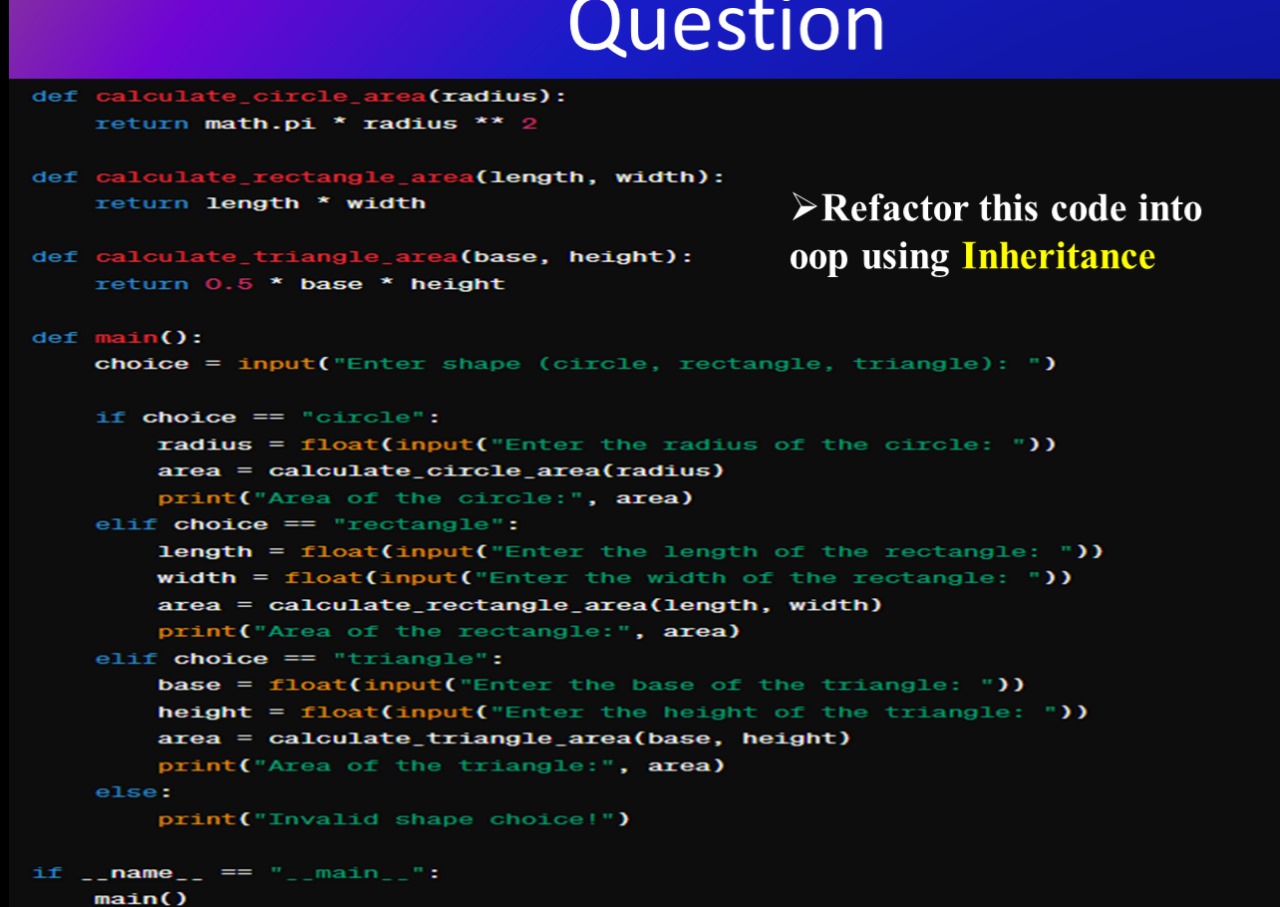 Question
def calculate_circle_area(radius):
    return math.pi * radius ** 2
def calculate_rectangle_area(length, width):
    return length * width
def calculate_triangle_area(base, height):
    return 0.5 * base * height
➢Refactor this code into
oop using Inheritance
def main():
    choice = input("Enter shape (circle, rectangle, triangle): ")
    if choice == "circle":
        radius = float(input("Enter the radius of the circle: "))
        area = calculate_circle_area(radius)
        print("Area of the circle:", area)
    elif choice == "rectangle":
        length = float(input("Enter the length of the rectangle: "))
        width = float(input("Enter the width of the rectangle: "))
        area = calculate_rectangle_area(length, width)
        print("Area of the rectangle:", area)
    elif choice == "triangle":
        base = float(input("Enter the base of the triangle: "))
        height = float(input("Enter the height of the triangle: "))
        area = calculate_triangle_area(base, height)
        print("Area of the triangle:", area)
    else:
        print("Invalid shape choice!")
if __name__ == "__main__":
    main()